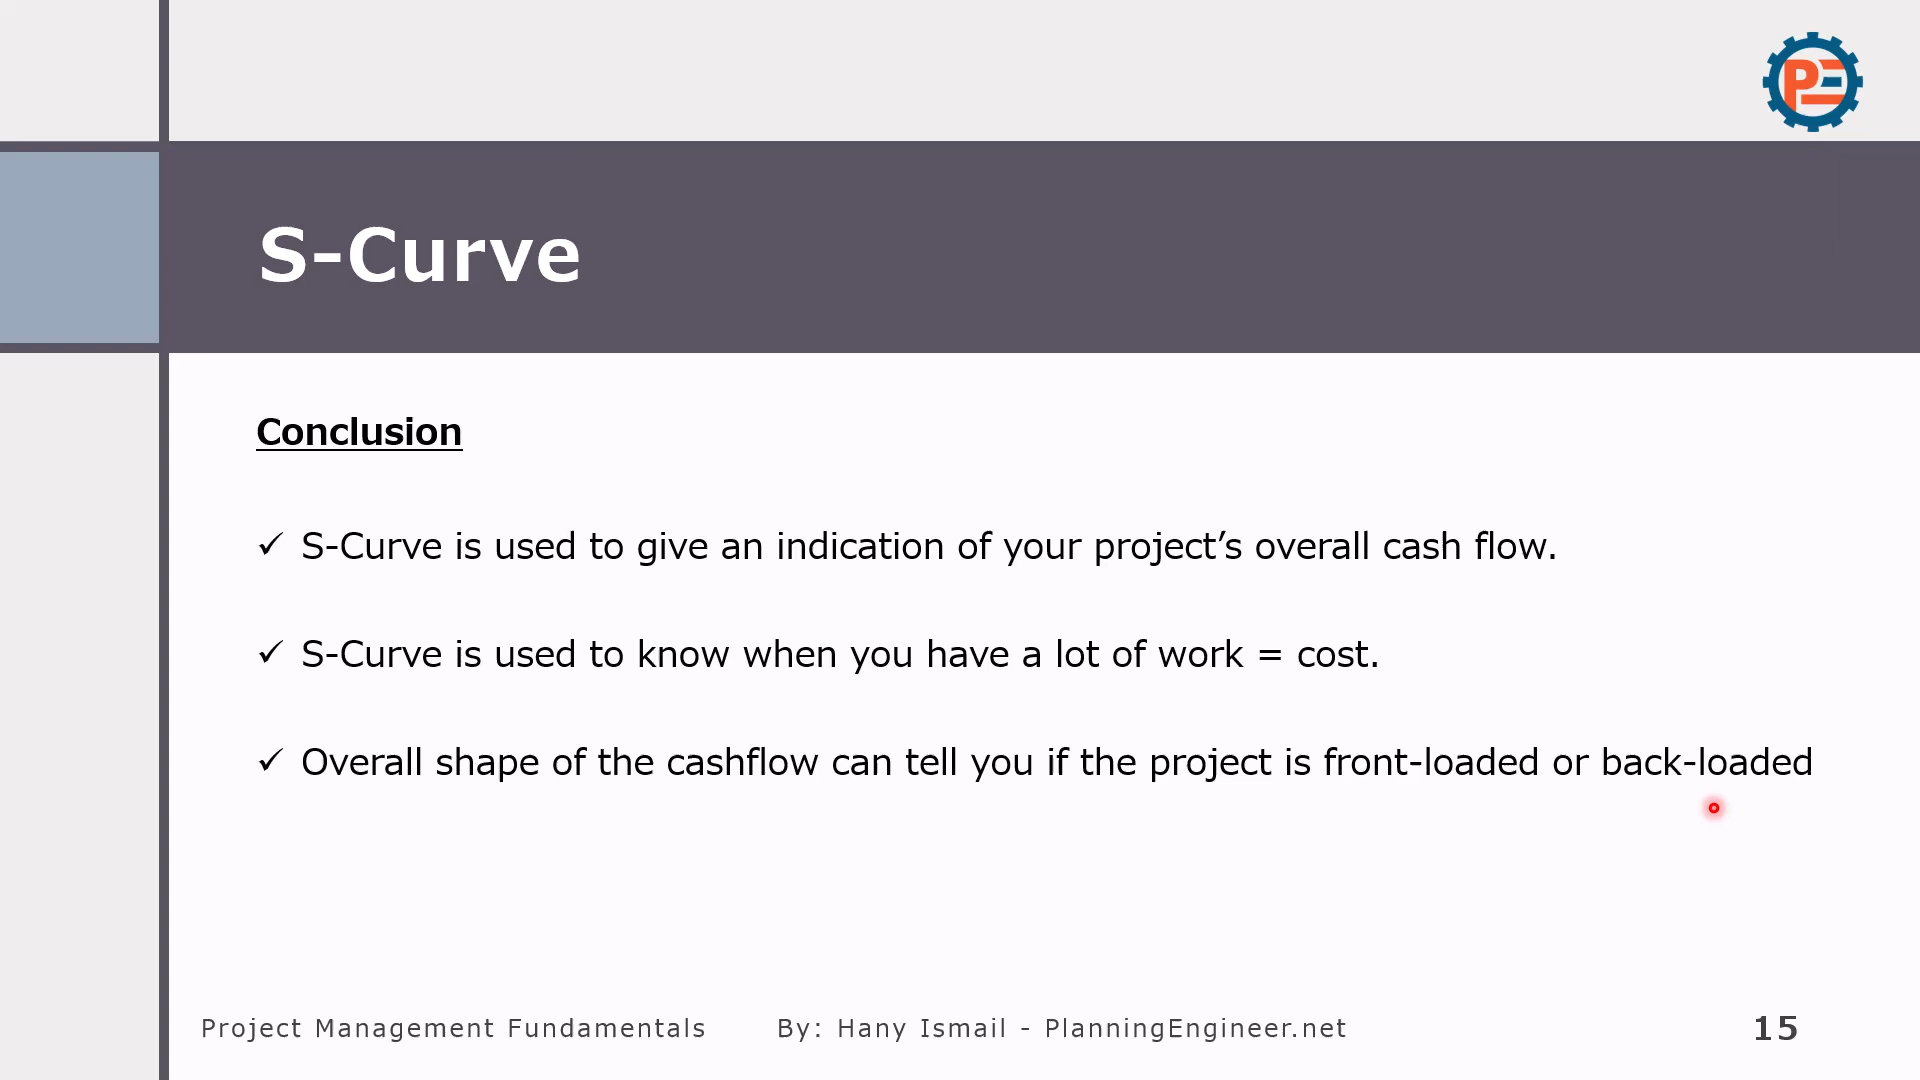 PE
S-Curve
Conclusion
✓ S-Curve is used to give an indication of your project’s overall cash flow.
✓ S-Curve is used to know when you have a lot of work = cost.
✓ Overall shape of the cashflow can tell you if the project is front-loaded or back-loaded
Project Management Fundamentals By: Hany Ismail - PlanningEngineer.net 15